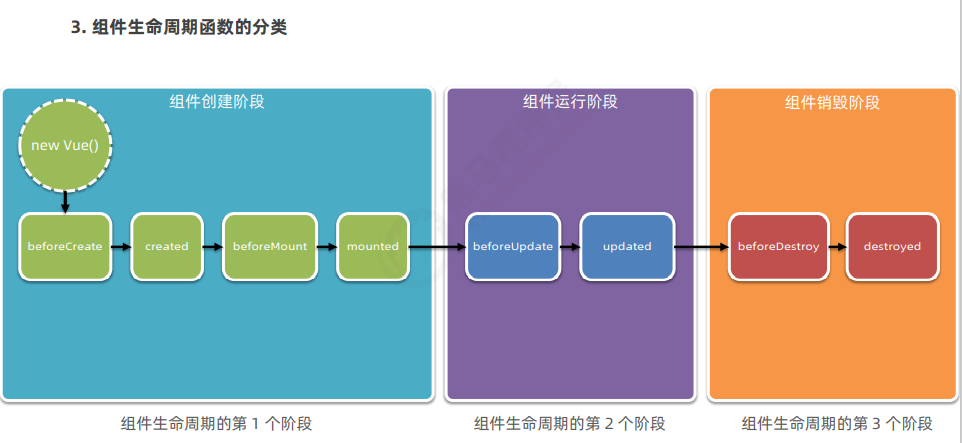 3. 组件生命周期函数的分类
组件创建阶段
new Vue()
beforeCreate
created
beforeMount
mounted
组件生命周期的第 1 个阶段
组件运行阶段
beforeUpdate
updated
组件生命周期的第 2 个阶段
组件销毁阶段
beforeDestroy
destroyed
组件生命周期的第 3 个阶段